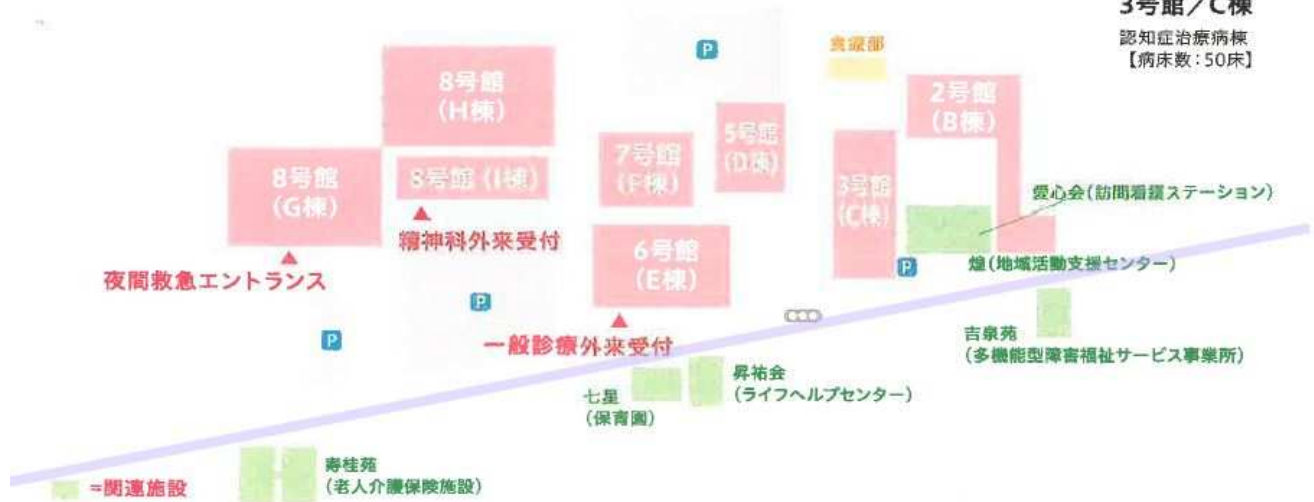 3号館／C棟
認知症治療病棟
【病床数：50床】
P
食源部
8号館
（H棟）
2号館
（B棟）
5号館
（D棟）
7号館
（F棟）
8号館
（G棟）
8号館（I棟）
3号館
（C棟）
愛心会（訪問看護ステーション）
精神科外来受付
6号館
（E棟）
夜間救急エントランス
煌（地域活動支援センター）
P
P
P
一般診療外来受付
吉泉苑
（多機能型障害福祉サービス事業所）
昇祐会
（ライフヘルプセンター）
七星
（保育園）
寿桂苑
（老人介護保険施設）
=関連施設